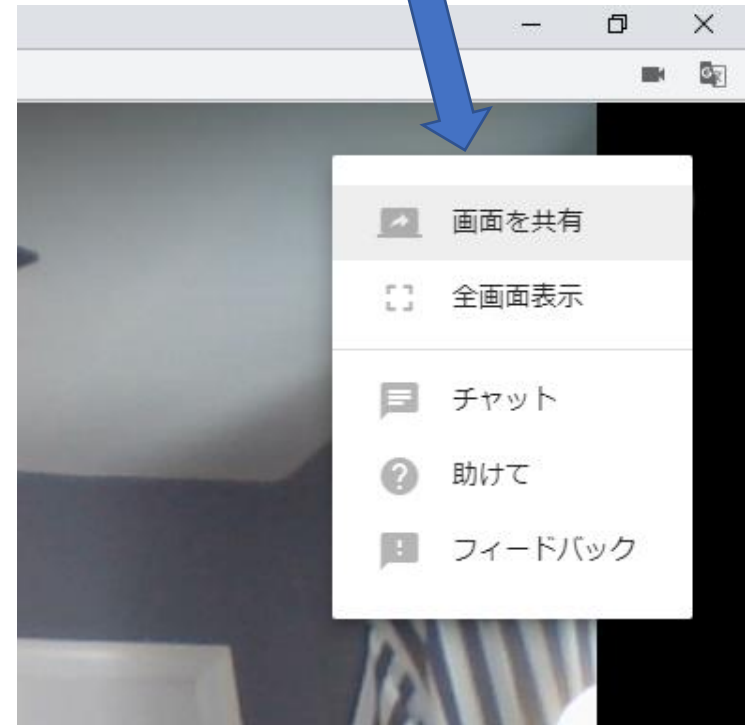 画面を共有
全画面表示
チャット
助けて
フィードバック